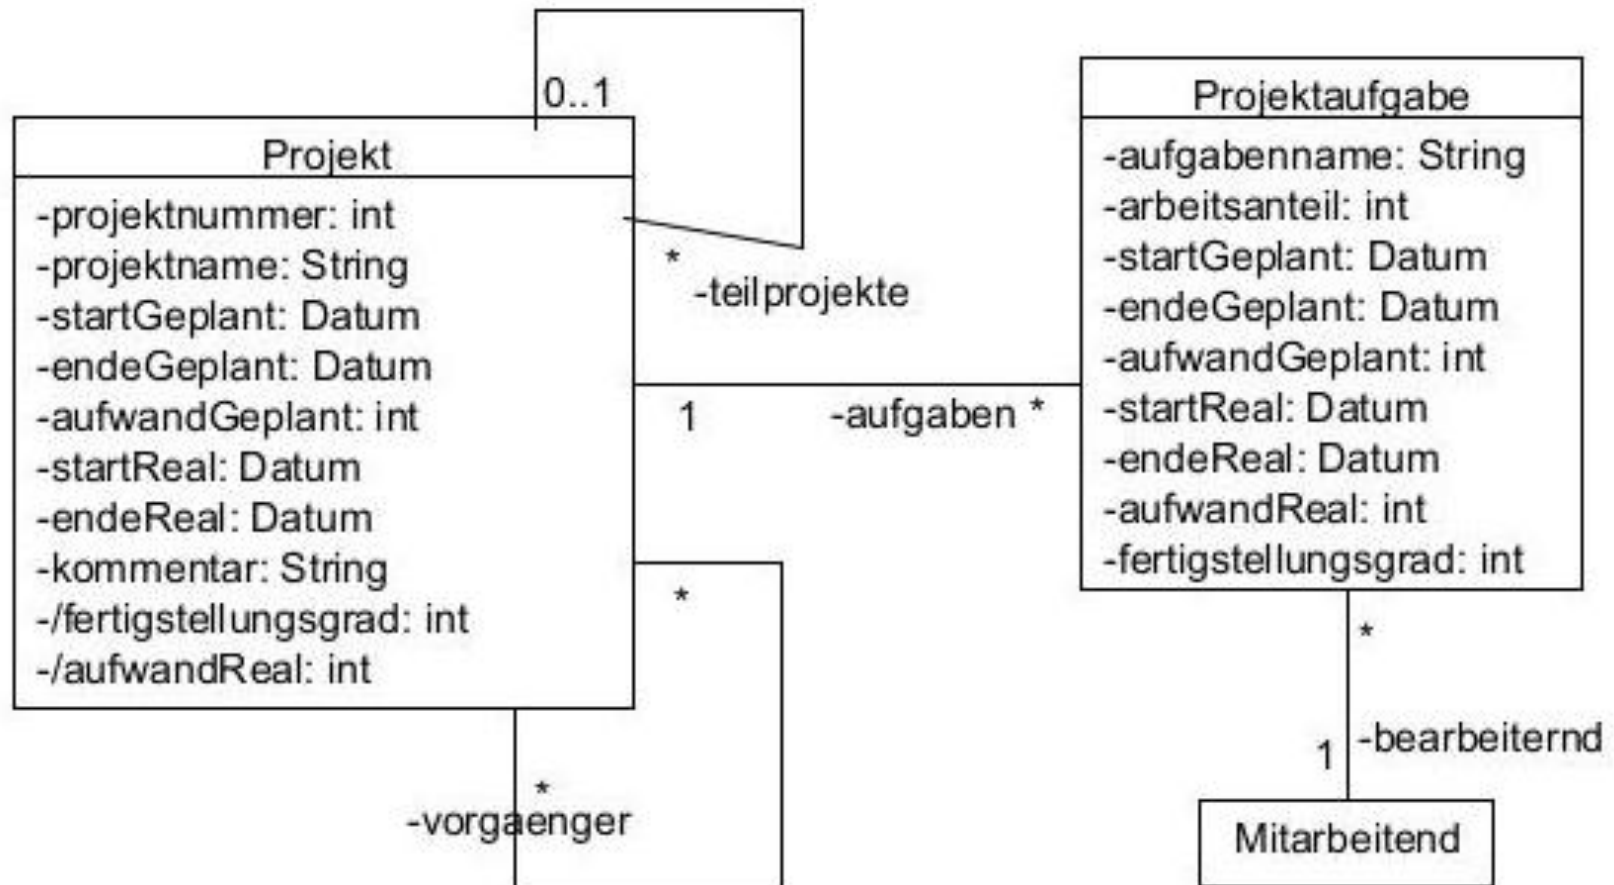 0..1
Projekt
-projektnummer: int
-projektname: String
-startGeplant: Datum
-endeGeplant: Datum
-aufwandGeplant: int
-startReal: Datum
-endeReal: Datum
-kommentar: String
-/fertigstellungsgrad: int
-/aufwandReal: int
*
-teilprojekte
1
-aufgaben *
*
*
-vorgaenger
Projektaufgabe
-aufgabenname: String
-arbeitsanteil: int
-startGeplant: Datum
-endeGeplant: Datum
-aufwandGeplant: int
-startReal: Datum
-endeReal: Datum
-aufwandReal: int
-fertigstellungsgrad: int
*
1 -bearbeiternd
Mitarbeitend